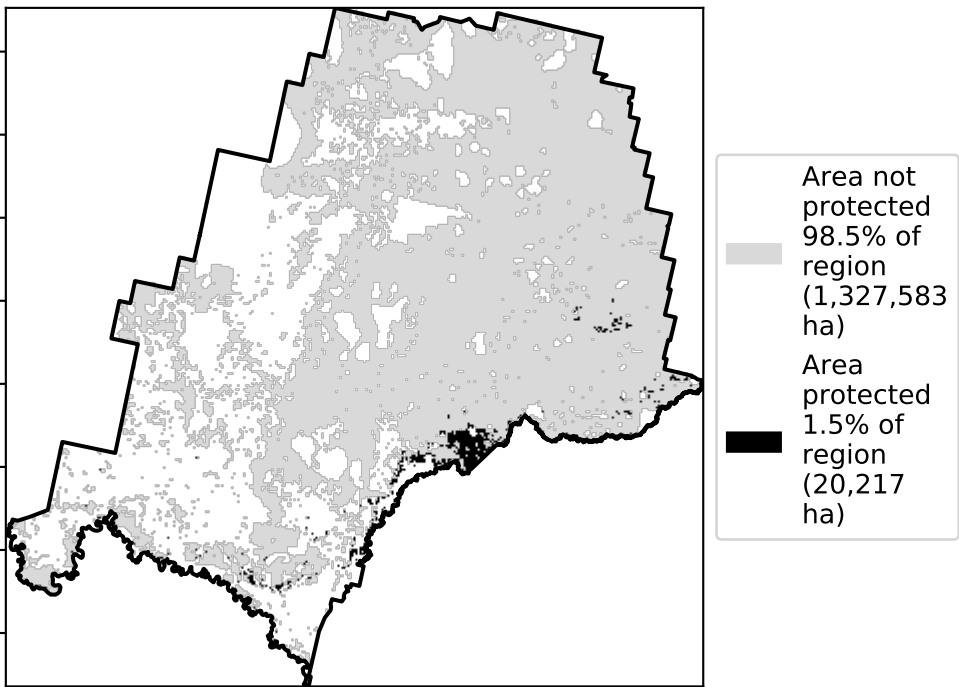 Area not
protected
98.5% of
region
(1,327,583
ha)
Area
protected
1.5% of
region
(20,217
ha)